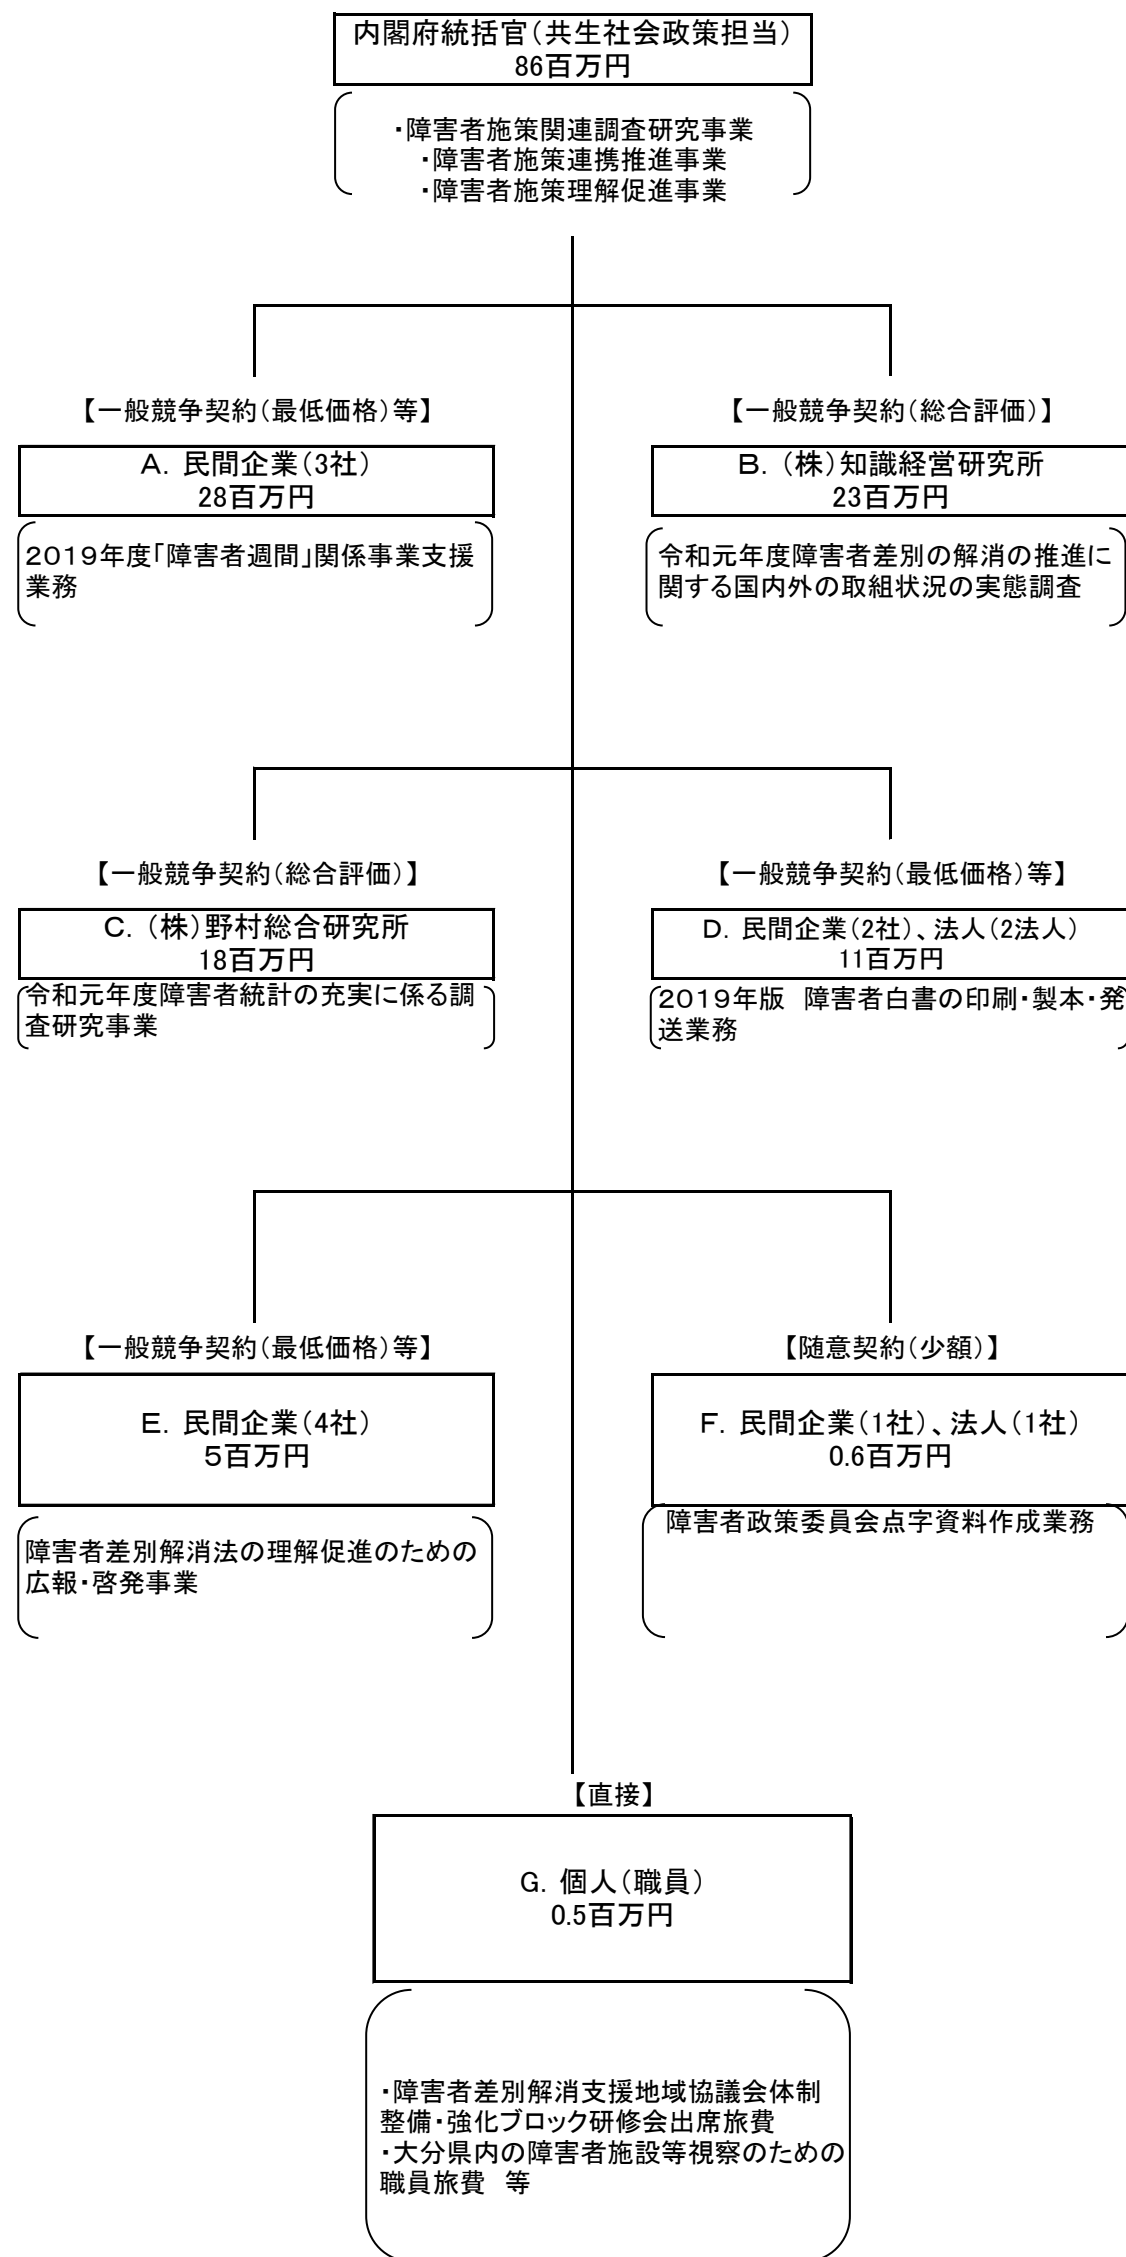 内閣府統括官（共生社会政策担当）
86百万円
・障害者施策関連調査研究事業
・障害者施策連携推進事業
・障害者施策理解促進事業
【一般競争契約（最低価格）等】
A．民間企業（3社）
28百万円
2019年度「障害者週間」関係事業支援
業務
【一般競争契約（総合評価）】
B．（株）知識経営研究所
23百万円
令和元年度障害者差別の解消の推進に
関する国内外の取組状況の実態調査
【一般競争契約（総合評価）】
C．（株）野村総合研究所
18百万円
令和元年度障害者統計の充実に係る調
査研究事業
【一般競争契約（最低価格）等】
D．民間企業（2社）、法人（2法人）
11百万円
2019年版　障害者白書の印刷・製本・発
送業務
【一般競争契約（最低価格）等】
E．民間企業（4社）
5百万円
障害者差別解消法の理解促進のための
広報・啓発事業
【随意契約（少額）】
F．民間企業（1社）、法人（1社）
0.6百万円
障害者政策委員会点字資料作成業務
【直接】
G．個人（職員）
0.5百万円
・障害者差別解消支援地域協議会体制
整備・強化ブロック研修会出席旅費
・大分県内の障害者施設等視察のための
職員旅費　等